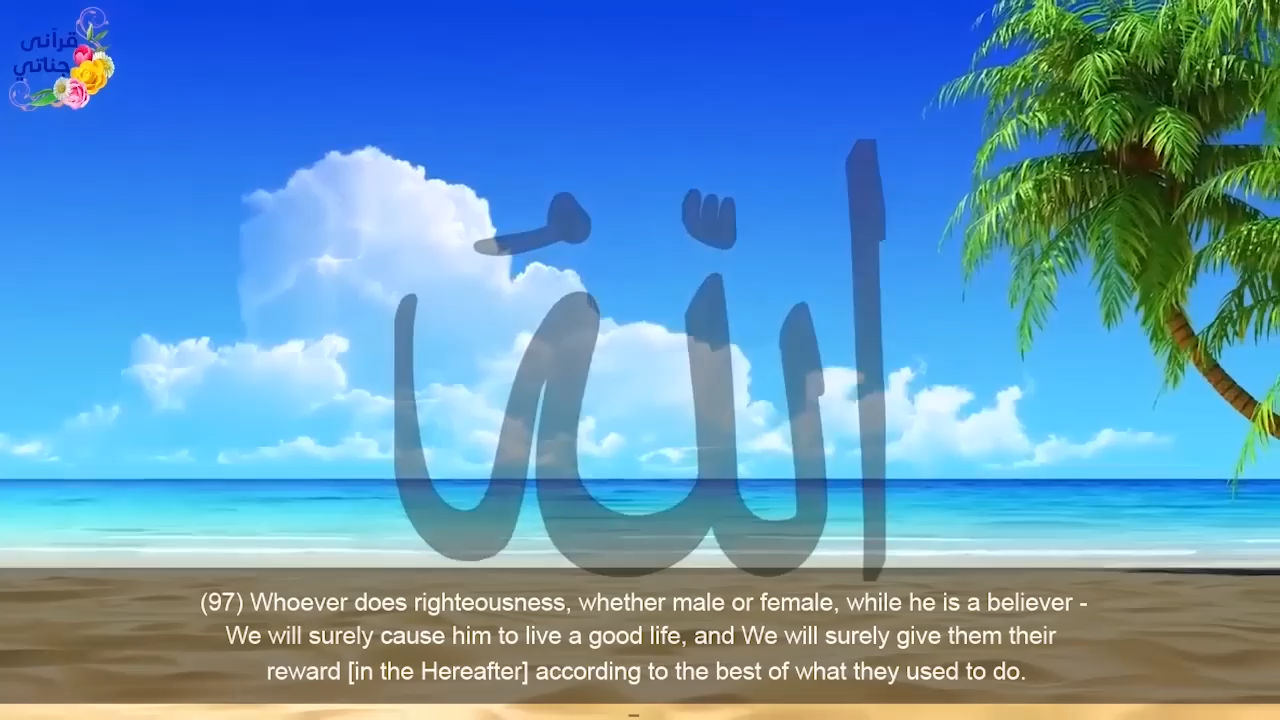 قرآنى
جناتي
الله
(97) Whoever does righteousness, whether male or female, while he is a believer -
We will surely cause him to live a good life, and We will surely give them their
reward [in the Hereafter] according to the best of what they used to do.